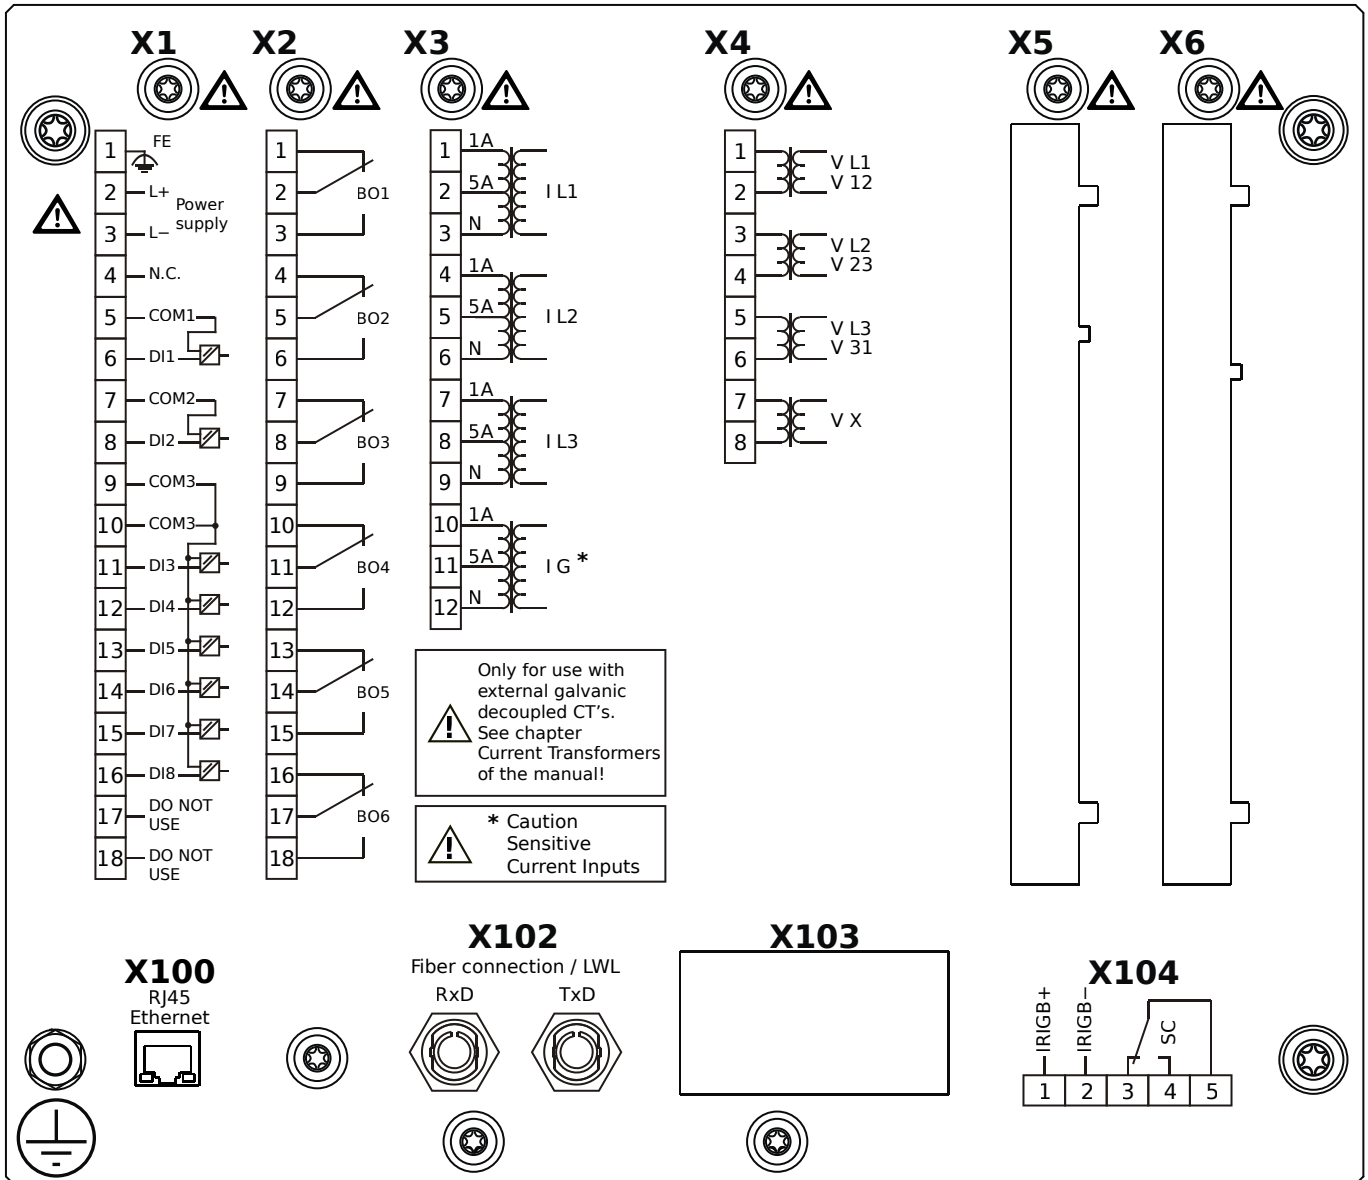 X1
X2
X3
X4
X5
X6
1 FE
2 L+
3 L−
Power
supply
4 N.C.
5 COM1
6 DI1
7 COM2
8 DI2
9 COM3
10 COM3
11 DI3
12 DI4
13 DI5
14 DI6
15 DI7
16 DI8
17 DO NOT
USE
18 DO NOT
USE
1
2 BO1
3
4
5 BO2
6
7
8 BO3
9
10
11 BO4
12
13
14 BO5
15
16
17 BO6
18
1 1A
2 5A I L1
3 N
4 1A
5 5A I L2
6 N
7 1A
8 5A I L3
9 N
10 1A
11 5A I G *
12 N
Only for use with
external galvanic
decoupled CT's.
See chapter
Current Transformers
of the manual!
* Caution
Sensitive
Current Inputs
1 V L1
2 V 12
3 V L2
4 V 23
5 V L3
6 V 31
7 V X
8
X100
RJ45
Ethernet
X102
Fiber connection / LWL
RxD TxD
X103
X104
IRIGB+
IRIGB−
SC
1 2 3 4 5